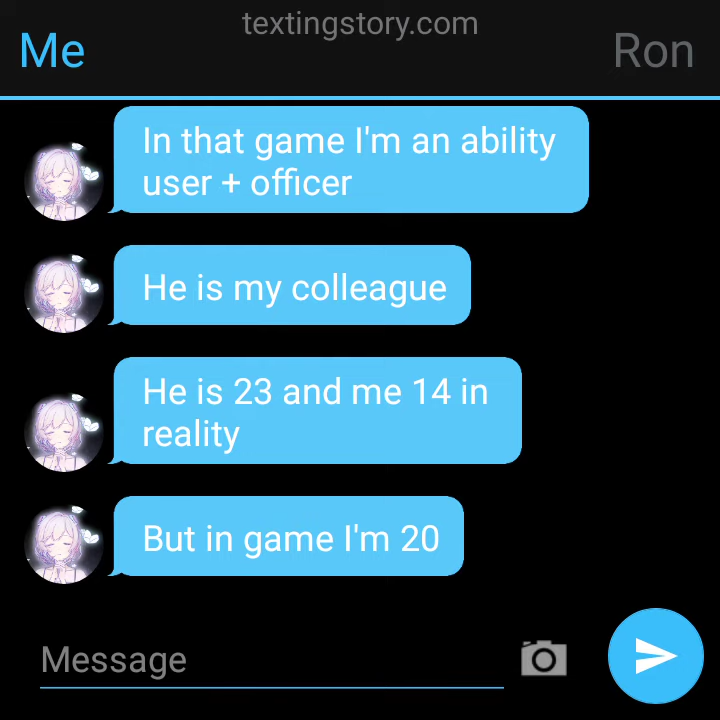 textingstory.com
Me
Ron
In that game I'm an ability
user + officer
He is my colleague
He is 23 and me 14 in
reality
But in game I'm 20
Message